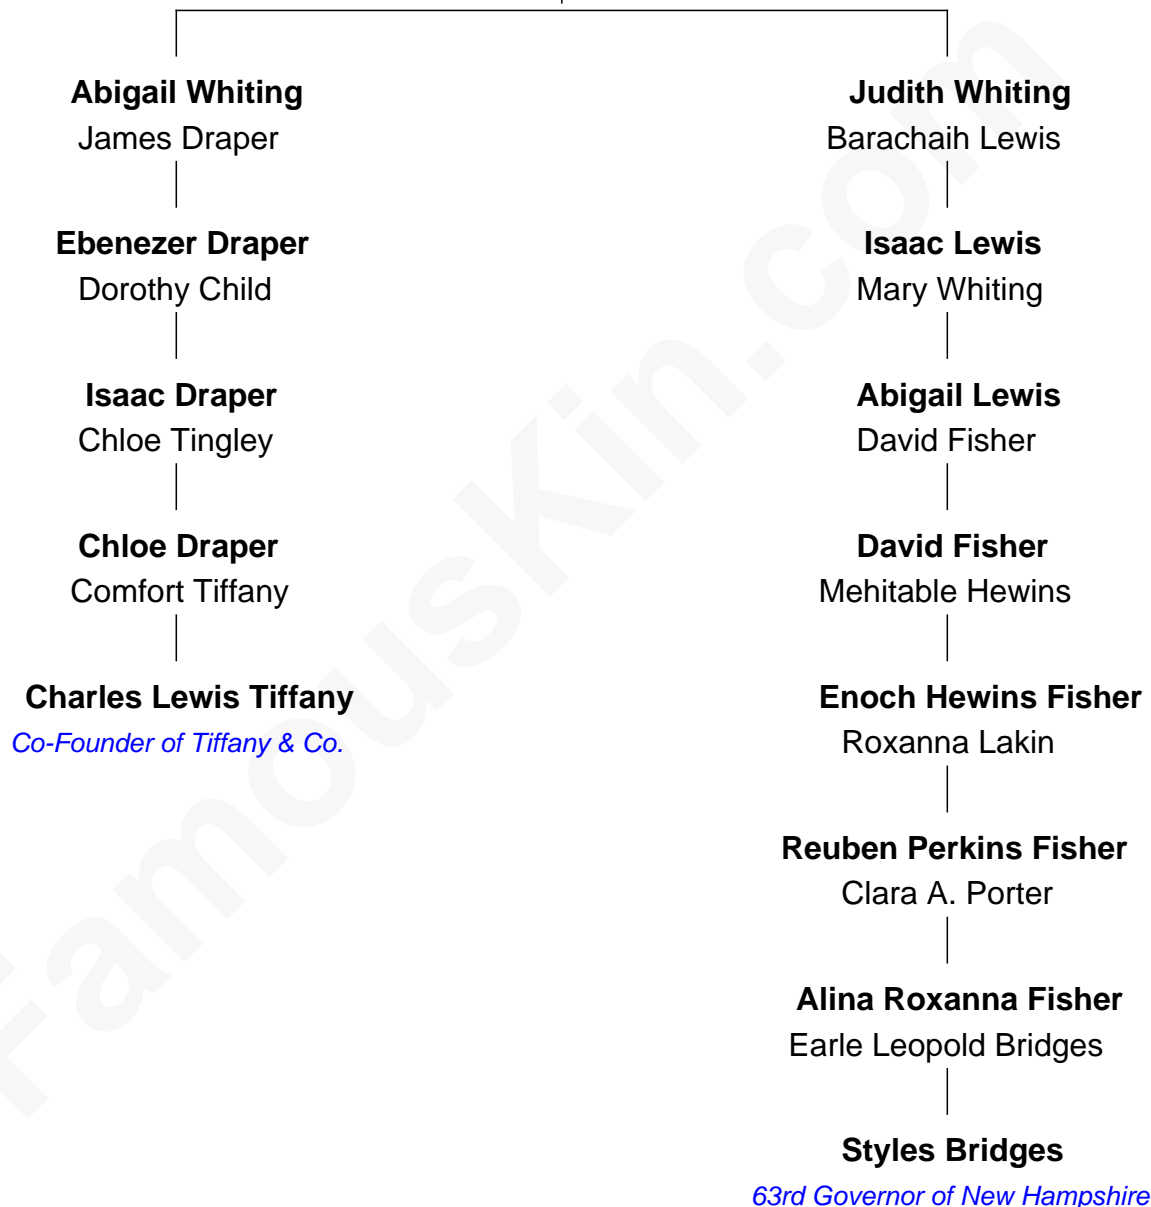 Abigail Whiting
James Draper
Ebenezer Draper
Dorothy Child
Isaac Draper
Chloe Tingley
Chloe Draper
Comfort Tiffany
Charles Lewis Tiffany
Co-Founder of Tiffany & Co.
Judith Whiting
Barachaih Lewis
Isaac Lewis
Mary Whiting
Abigail Lewis
David Fisher
David Fisher
Mehitable Hewins
Enoch Hewins Fisher
Roxanna Lakin
Reuben Perkins Fisher
Clara A. Porter
Alina Roxanna Fisher
Earle Leopold Bridges
Styles Bridges
63rd Governor of New Hampshire
FamousKin.com